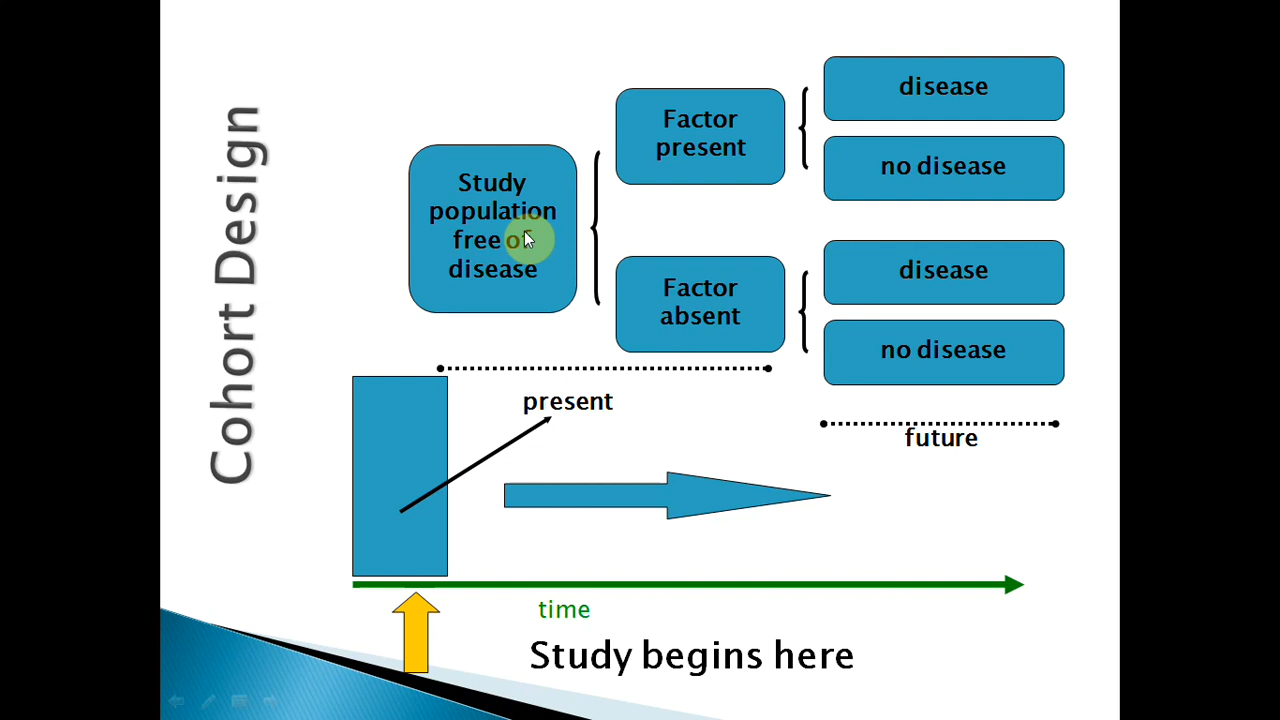 Cohort Design
Study
population
free of
disease
Factor
present
Factor
absent
disease
no disease
disease
no disease
present
future
time
Study begins here